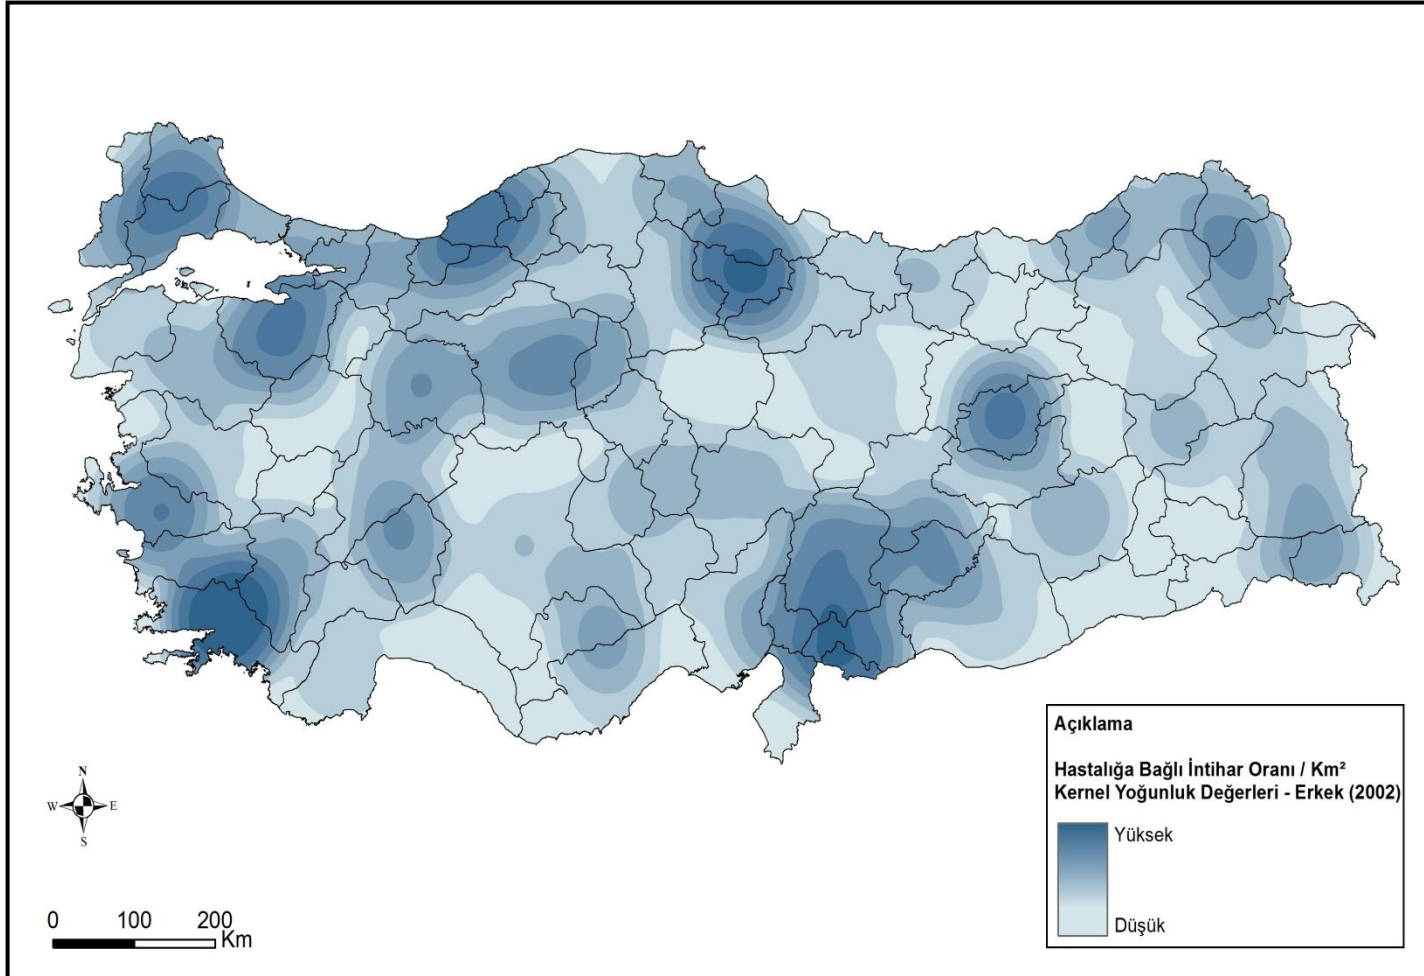 Açıklama
Hastalığa Bağlı İntihar Oranı / Km²
Kernel Yoğunluk Değerleri - Erkek (2002)
Yüksek
Düşük
N
W E
S
0 100 200
Km